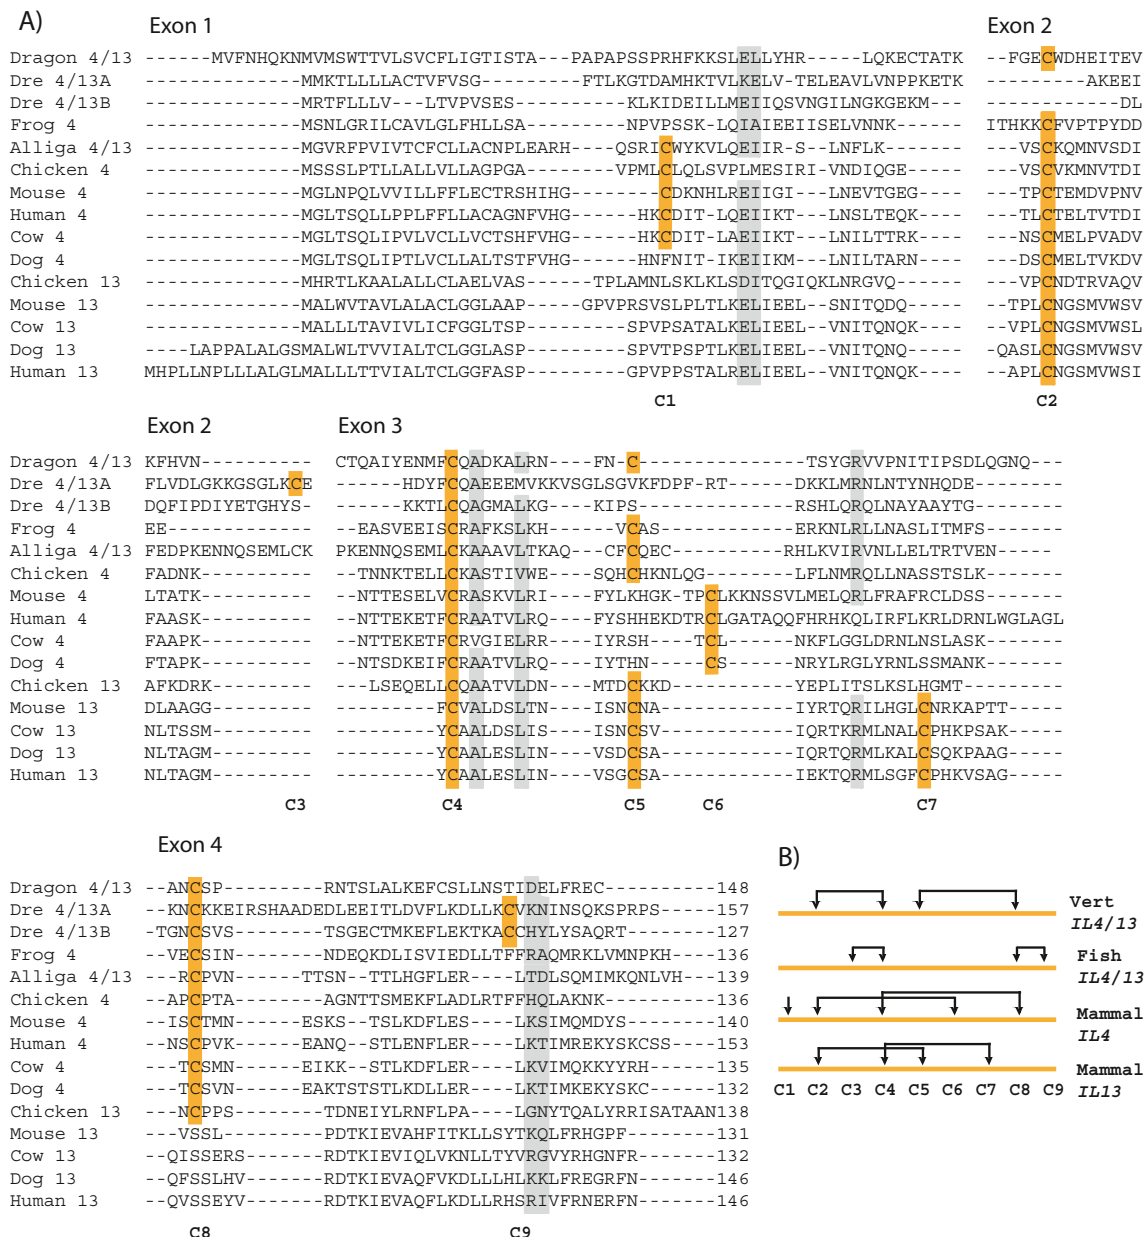 A)
Exon 1 Exon 2
Dragon 4/13 ------MVFNHQKNMVMSWTTVLSVCFLIGTISTA---PAPAPSSPRHFKKSLELLYHR-----LQKECTATK --FGECWDHEITEV
Dre 4/13A --------------MMKTLLLLACTVFVSG-------FTLKGTDAMHKTVLKELV-TELEAVLVNPPKETK ---------AKEEI
Dre 4/13B --------------MRTFLLLV---LTVPVSES----------KLKIDEILLMEIIQSVNGILNGKGEKM--- ------------DL
Frog 4 --------------MSNLGRILCAVLGLFHLLSA---------NPVPSSK-LQIAIEEIISELVNNK------ ITHKKCFVPTPYDD
Alliga 4/13 --------------MGVRFPVIVTCFCLLACNPLEARH----QSRICWYKVLQEIIR-S--LNFLK------- ---VSCKQMNVSDI
Chicken 4 --------------MSSSLPTLLALLVLLAGPGA-------VPMLCLQLSVPLMESIRI-VNDIQGE----- ---VSCVKMNVTDI
Mouse 4 --------------MGLNPQLVVILLFFLECTRSHIHG--------CDKNHLREIIGI--LNEVTGEG---- ---TPCTEMDVPNV
Human 4 --------------MGLTSQLLPPLFFLLACAGNFVHG------HKCDIT-LQEIIKT--LNSLTEQK---- ---TLCTELTVTDI
Cow 4 --------------MGLTSQLIPVLVCLLVCTSHFVHG------HKCDIT-LAEIIKT--LNILTTRK---- ---NSCMELPVADV
Dog 4 --------------MGLTSQLIPTLVCLLALTSTFVHG------HNFNIT-IKEIIKM--LNILTARN---- ---DSCMELTVKDV
Chicken 13 --------------MHRTLKAALALLCLAELVAS-----TPLAMNLSKLKLSDITQGIQKLNRGVQ------ ---VPCNDTRVAQV
Mouse 13 --------------MALWVTAVLALACLGGLAAP----GPVPRSVSLPLTLKELIEEL--SNITQDQ----- --TPLCNGSMVWSV
Cow 13 --------------MALLLTAVIVLICFGGLTSP-----SPVPSATALKELIEEL--VNITQNQK---- ---VPLCNGSMVWSL
Dog 13 ----LAPPALALGSMALWLTVVIALTCLGGLASP------SPVTPSPTLKELIEEL--VNITQNQ----- -QASLCNGSMVWSV
Human 13 MHPLLNPLLLALGLMALLLTTVIALTCLGGFASP------GPVPPSTALRELIEEL--VNITQNQK---- --APLCNGSMVWSI
C1 C2
Exon 2 Exon 3
Dragon 4/13 KFHVN---------- CTQAIYENMFCQADKALRN----FN-C---------------TSYGRVVPNITIPSDLQGNQ---
Dre 4/13A FLVDLGKKGSGLKCE ------HDYFCQAEEEMVKKVSGLSGVKFDPF-RT------DKKLMRNLNTYNHQDE--------
Dre 4/13B DQFIPDIYETGHYS- ------KKTLCQAGMALKG----KIPS---------------RSHLQRQLNAYAAYTG--------
Frog 4 EE------------- --EASVEEISCRAFKSLKH------VCAS-------------ERKNLRLLNASLITMFS-------
Alliga 4/13 FEDPKENNQSEMLCK PKENNQSEMLCKAAAVLTKAQ--CFCQEC------------RHLKVIRVNLLELTRTVEN------
Chicken 4 FADNK---------- --TNNKTELLCKASTIVWE----SQHCHKNLQG--------LFLNMRQLLNASSTSLK-------
Mouse 4 LTATK---------- --NTTESELVCRASKVLRI----FYLKHGK-TPCLKKNSSVLMELQRLFRAFRCLDSS-------
Human 4 FAASK---------- --NTTEKETFCRAATVLRQ----FYSHHEKDTRCLGATAQQFHRHKQLIRFLKRLDRNLWGLAGL
Cow 4 FAAPK---------- --NTTEKETFCRVGIELRR----IYRSH--TCL--------NKFLGGLDRNLNSLASK-------
Dog 4 FTAPK---------- --NTSDKEIFCRAATVLRQ----IYTHN-----CS------NRYLRGLYRNLSSMANK-------
Chicken 13 AFKDRK--------- ---LSEQELLCQAATVLDN----MTDCKKD-----------YEPLITSLKSLHGMT---------
Mouse 13 DLAAGG--------- ---------FCVALDSLTN----ISNCNA-------------IYRTQRILHGLCNRKAPTT----
Cow 13 NLTSSM--------- ---------YCAALDSLIS----VSNCSV-------------IQRTKRMLNALCPHKPSAK----
Dog 13 NLTAGM--------- ---------YCAALESLIN----VSDCSA-------------IQRTQRMLKALCSQKPAAG----
Human 13 NLTAGM--------- ---------YCAALESLIN----VSGCSA-------------IEKTQRMLSGFCPHKVSAG----
C3 C4 C5 C6 C7
Exon 4
Dragon 4/13 --ANCSP---------RNTSLALKEFCSLLNSTIDELFREC--------148
Dre 4/13A --KNCKKEIRSHAADEDLEEITLDVFLKDLLKCVKNINSQKSPRPS----157
Dre 4/13B -TGNCSVS-------TSGECTMKEFLEKTKACCHYLYSAQRT--------127
Frog 4 --VECSIN-------NDEQKDLISVIEDLLTFFRAQMRKLVMNPKH----136
Alliga 4/13 ---RCPVN----TTSN--TTLHGFLER-----LTDLSQMIMKQNLVH---139
Chicken 4 --APCPTA------AGNTTSMEKFLADLRTFFHQLAKNK----------136
Mouse 4 --ISCTMN----ESKS--TSLKDFLES-----LKSIMQMDYS-------140
Human 4 --NSCPVK----EANQ--STLENFLER-----LKTIMREKYSKCSS----153
Cow 4 ---TCSMN----EIKK--STLKDFLER-----LKVIMQKKYYRH------135
Dog 4 ---TCSVN----EAKTSTSTLKDLLER-----LKTIMKEKYSKC------132
Chicken 13 ---NCPPS------TDNEIYLRNFLPA-----LGNYTQALYRRISATAAN138
Mouse 13 ---VSSL-------PDTKIEVAHFITKLLSYTKQLFRHGPF-------131
Cow 13 --QISSERS------RDTKIEVIQLVKNLLTYVRGVYRHGNFR------132
Dog 13 --QFSSLHV------RDTKIEVAQFVKDLLLHLKKLFREGRFN------146
Human 13 --QVSSEYV------RDTKIEVAQFLKDLLRHSRIVFRNERFN------146
C8 C9
B)
Vert
IL4/13
Fish
IL4/13
Mammal
IL4
Mammal
C1 C2 C3 C4 C5 C6 C7 C8 C9 IL13